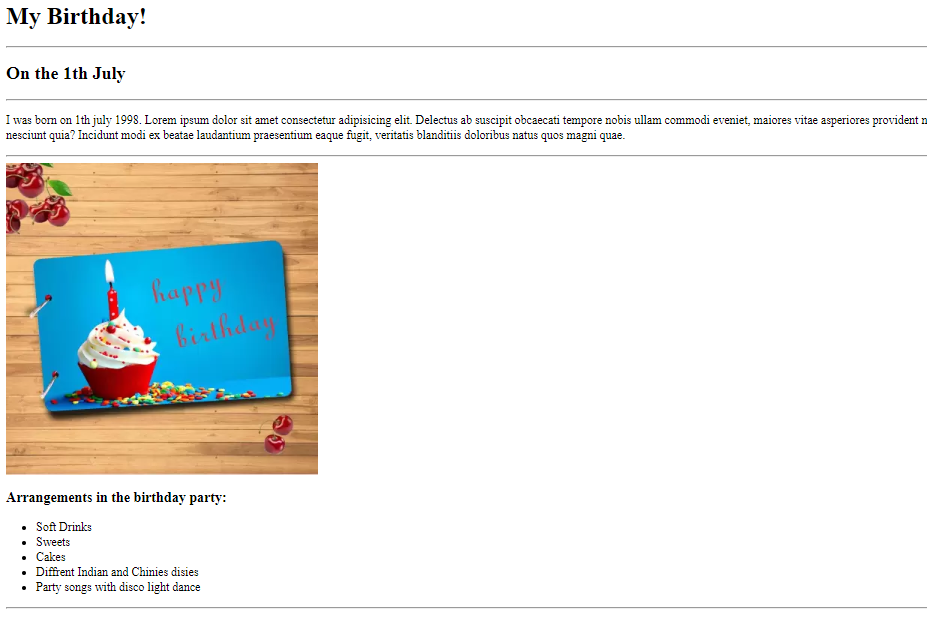 My Birthday!
On the 1th July
I was born on 1th july 1998. Lorem ipsum dolor sit amet consectetur adipisicing elit. Delectus ab suscipit obcaecati tempore nobis ullam commodi eveniet, maiores vitae asperiores provident n
nesciunt quia? Incidunt modi ex beatae laudantium praesentium eaque fugit, veritatis blanditiis doloribus natus quos magni quae.
happy
birthday
Arrangements in the birthday party:
• Soft Drinks
• Sweets
• Cakes
• Diffrent Indian and Chinies disies
• Party songs with disco light dance